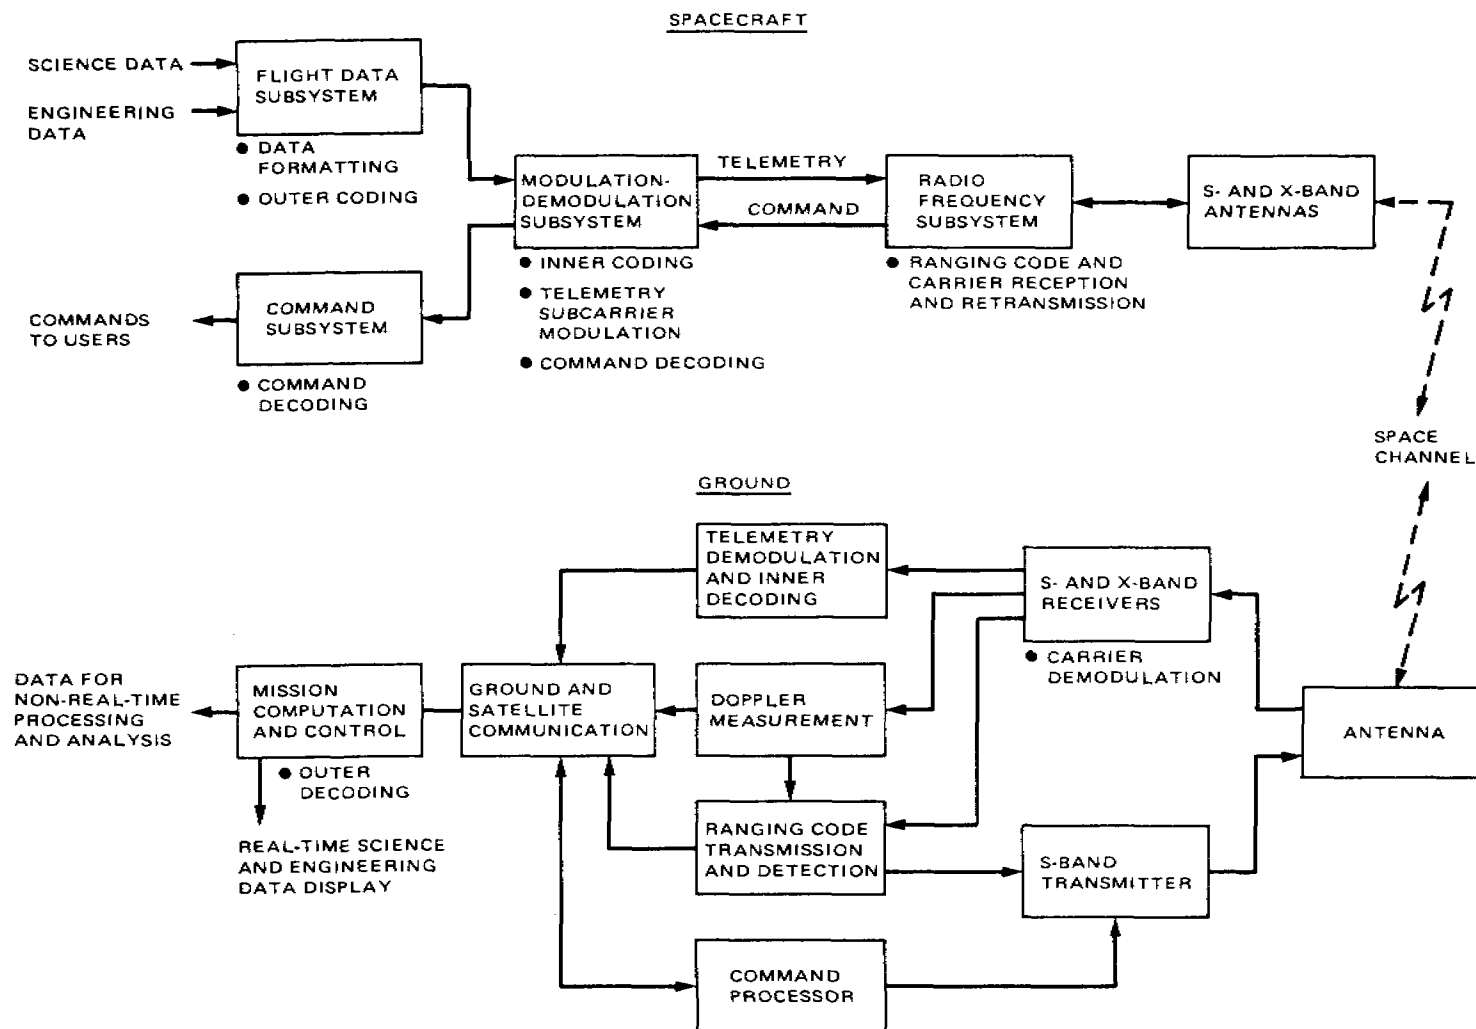 SPACECRAFT
SCIENCE DATA
ENGINEERING
DATA
FLIGHT DATA
SUBSYSTEM
● DATA
FORMATTING
● OUTER CODING
MODULATION-
DEMODULATION
SUBSYSTEM
TELEMETRY
COMMAND
RADIO
FREQUENCY
SUBSYSTEM
S- AND X-BAND
ANTENNAS
● INNER CODING
● TELEMETRY
SUBCARRIER
MODULATION
● COMMAND DECODING
● RANGING CODE AND
CARRIER RECEPTION
AND RETRANSMISSION
COMMANDS
TO USERS
COMMAND
SUBSYSTEM
● COMMAND
DECODING
SPACE
CHANNEL
GROUND
TELEMETRY
DEMODULATION
AND INNER
DECODING
S- AND X-BAND
RECEIVERS
● CARRIER
DEMODULATION
DATA FOR
NON-REAL-TIME
PROCESSING
AND ANALYSIS
MISSION
COMPUTATION
AND CONTROL
● OUTER
DECODING
GROUND AND
SATELLITE
COMMUNICATION
DOPPLER
MEASUREMENT
ANTENNA
REAL-TIME SCIENCE
AND ENGINEERING
DATA DISPLAY
RANGING CODE
TRANSMISSION
AND DETECTION
S-BAND
TRANSMITTER
COMMAND
PROCESSOR